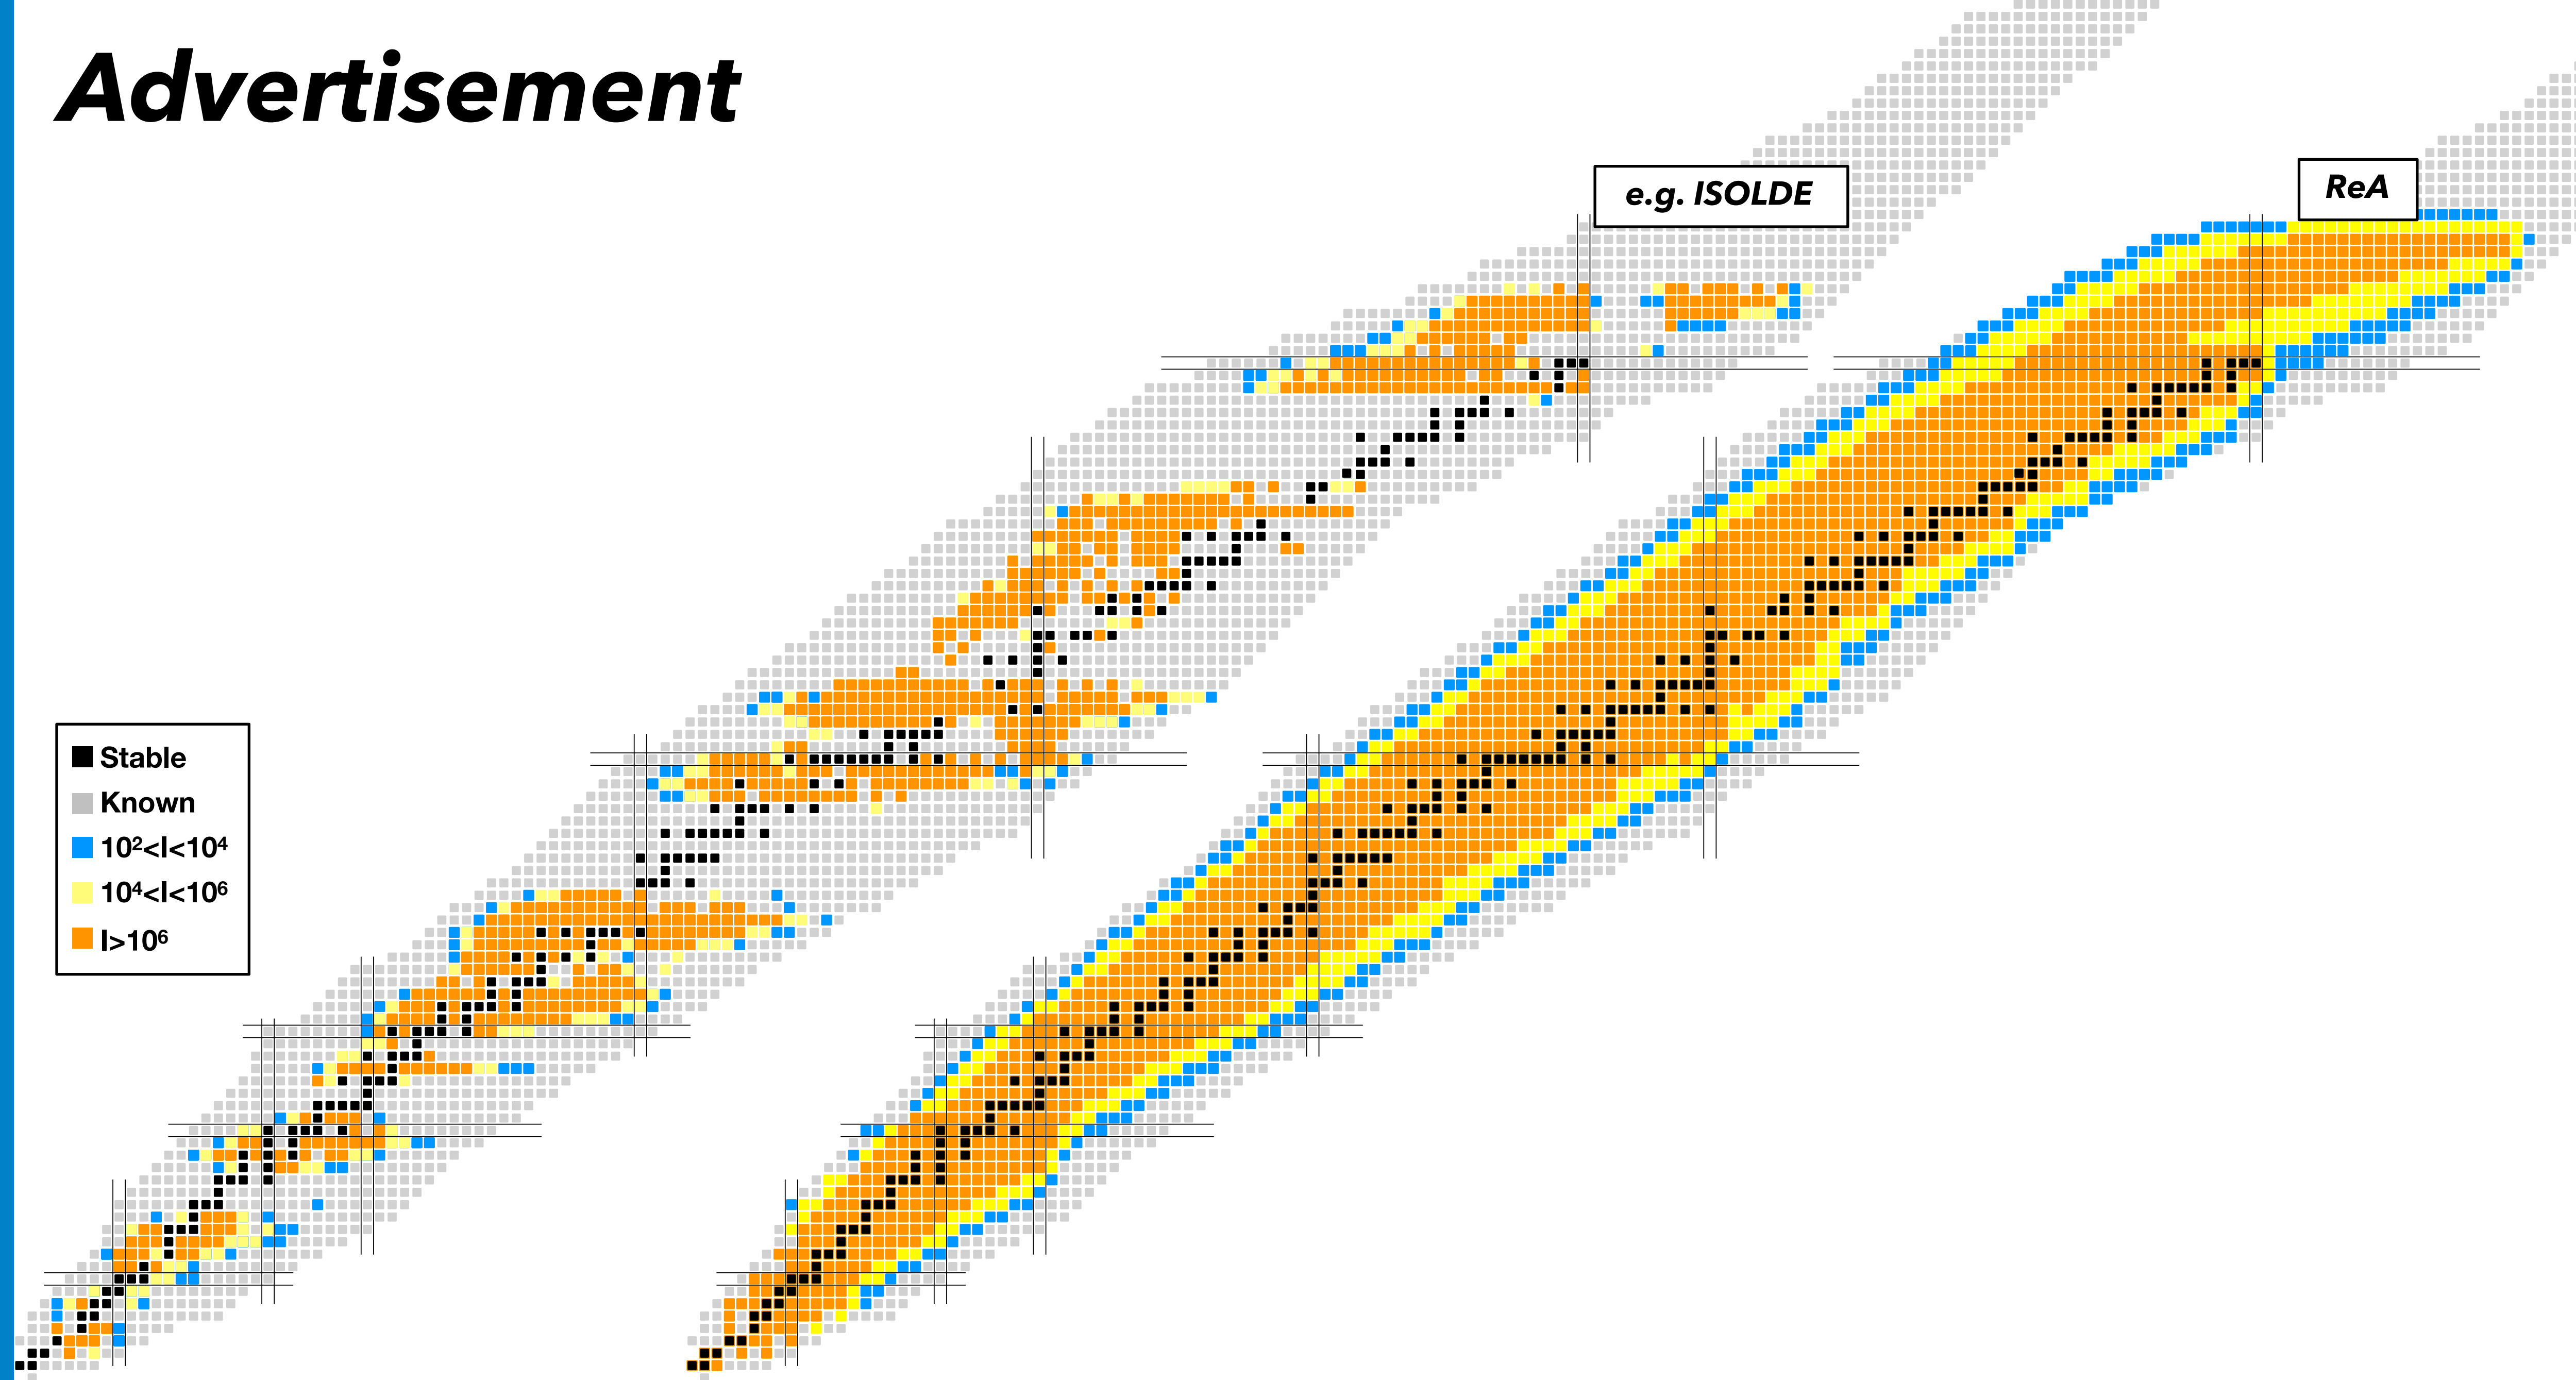 Advertisement
e.g. ISOLDE
ReA
Stable
Known
10²<I<10⁴
10⁴<I<10⁶
I>10⁶